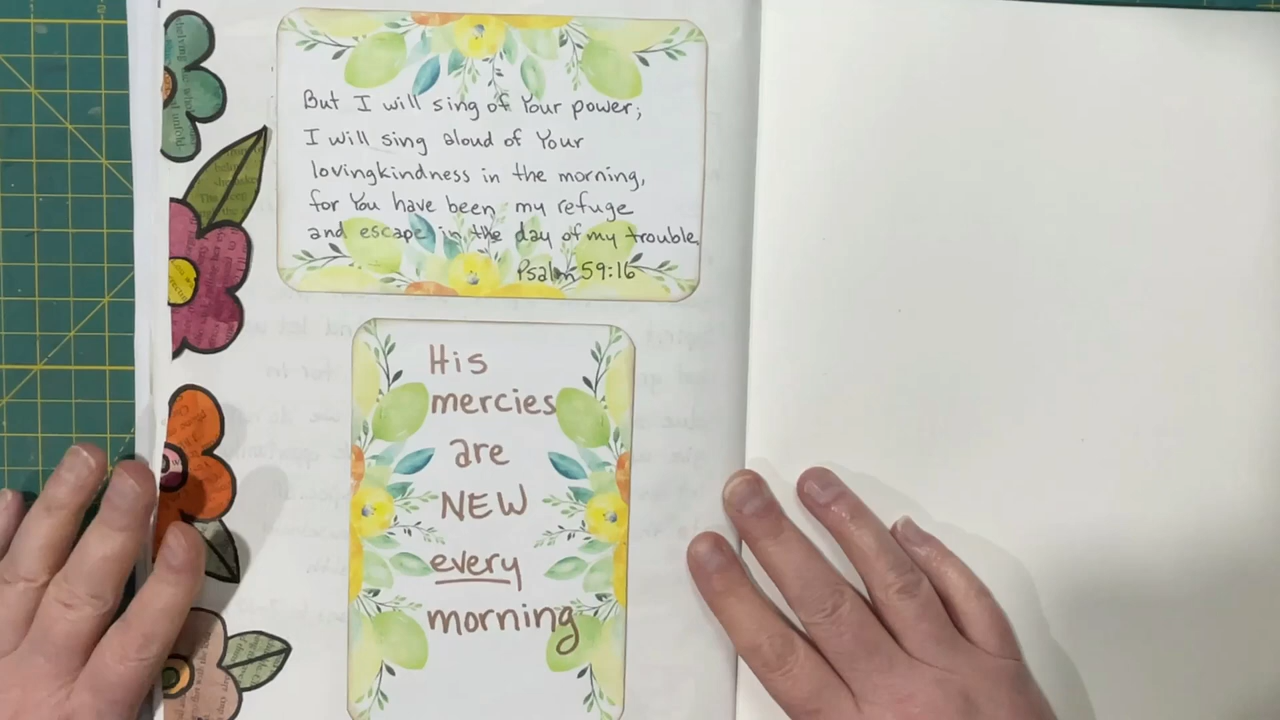 But I will sing of Your power;
I will sing aloud of Your
lovingkindness in the morning,
for You have been my refuge
and escape in the day of my trouble.
Psalm 59:16
His
mercies
are
NEW
every
morning